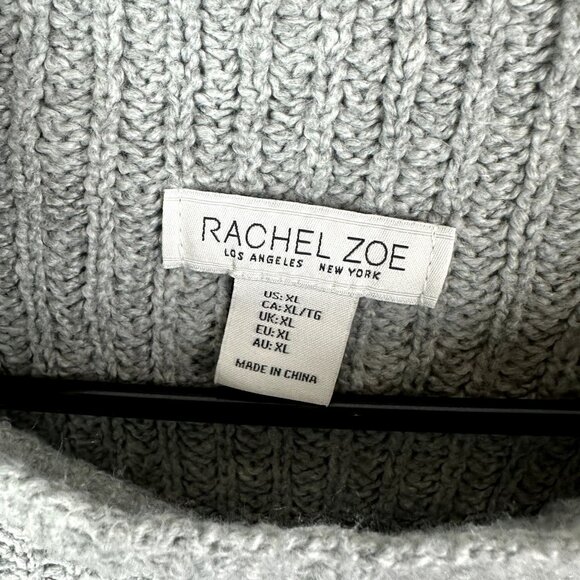 RACHEL ZOE
LOS ANGELES NEW YORK
US: XL
CA: XL/TG
UK: XL
EU: XL
AU: XL
MADE IN CHINA